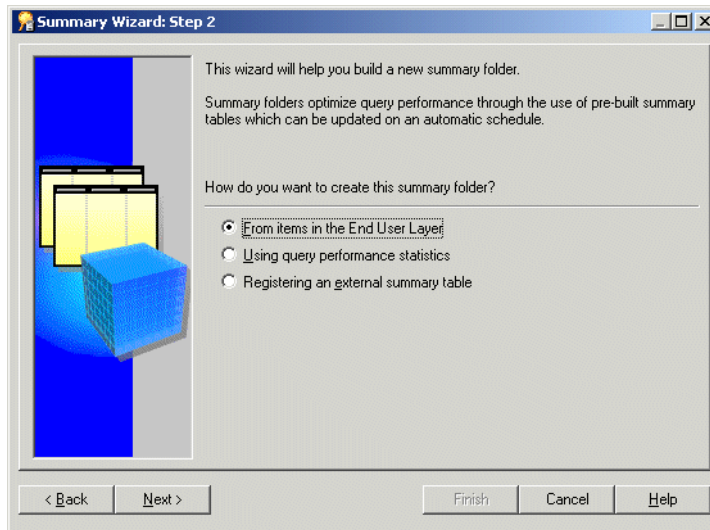 Summary Wizard: Step 2
This wizard will help you build a new summary folder.
Summary folders optimize query performance through the use of pre-built summary
tables which can be updated on an automatic schedule.
How do you want to create this summary folder?
From items in the End User Layer
Using query performance statistics
Registering an external summary table
< Back
Next >
Finish
Cancel
Help